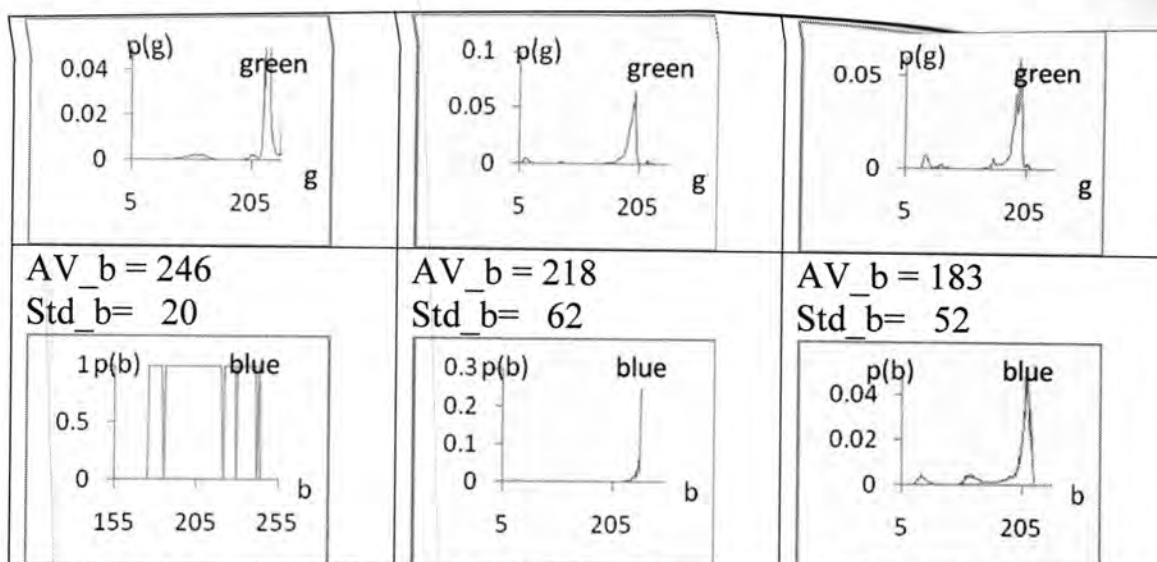 p(g)
green
0.04
0.02
0
g
5 205
0.1
p(g)
green
0.05
0
205
5
p(g)
green
0.05
0
g
5 205
AV_b = 246
Std_b= 20
1 p(b) blue
0.5
0
b
155 205 255
AV_b = 218
Std_b= 62
0.3 p(b) blue
0.2
0.1
0
b
5 205
AV_b = 183
Std_b= 52
p(b) blue
0.04
0.02
0
b
5 205